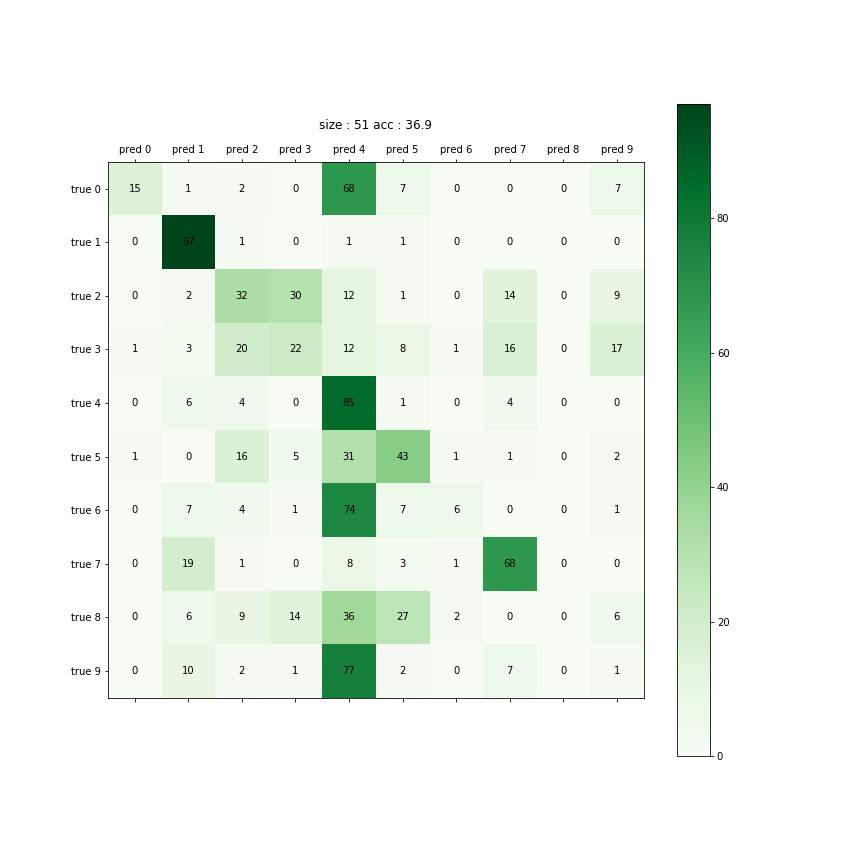 size : 51 acc : 36.9
pred 0 pred 1 pred 2 pred 3 pred 4 pred 5 pred 6 pred 7 pred 8 pred 9
true 0 15 1 2 0 68 7 0 0 0 7
true 1 0 97 1 0 1 1 0 0 0 0
true 2 0 2 32 30 12 1 0 14 0 9
true 3 1 3 20 22 12 8 1 16 0 17
true 4 0 6 4 0 85 1 0 4 0 0
true 5 1 0 16 5 31 43 1 1 0 2
true 6 0 7 4 1 74 7 6 0 0 1
true 7 0 19 1 0 8 3 1 68 0 0
true 8 0 6 9 14 36 27 2 0 0 6
true 9 0 10 2 1 77 2 0 7 0 1
80
60
40
20
0